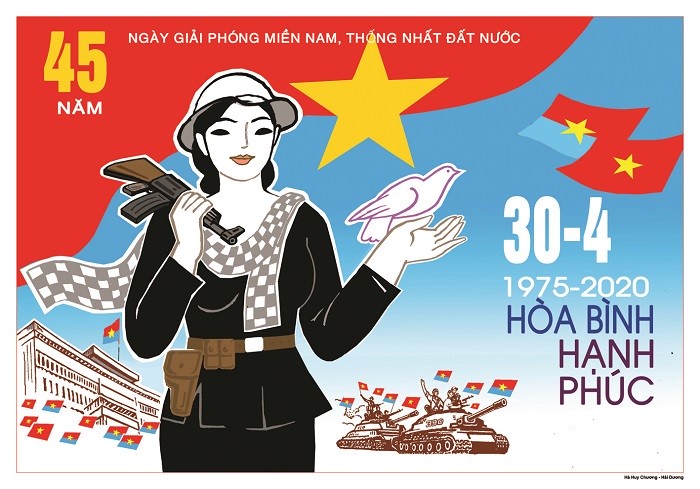 45
NĂM
NGÀY GIẢI PHÓNG MIỀN NAM, THỐNG NHẤT ĐẤT NƯỚC
30-4
1975-2020
HÒA BÌNH
HẠNH
PHÚC
Hà Huy Chương - Hải Dương